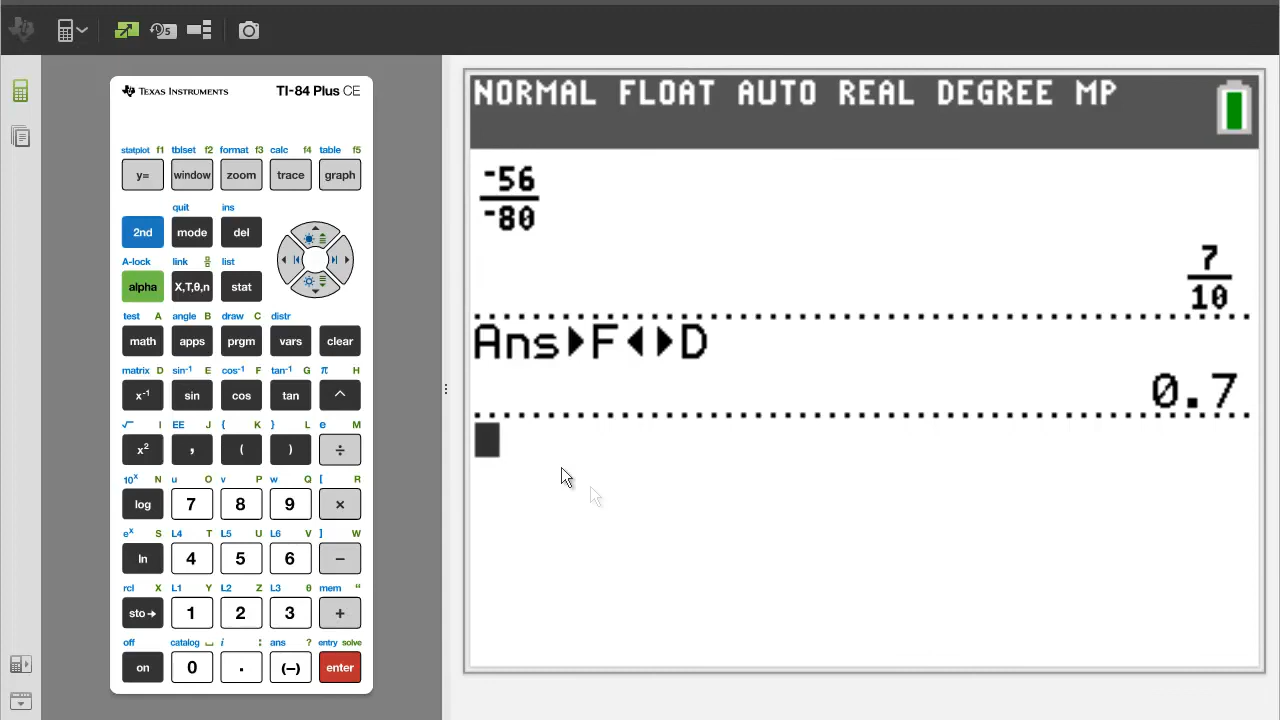 TEXAS INSTRUMENTS TI-84 Plus CE
NORMAL FLOAT AUTO REAL DEGREE MP
-56
-80
7
10
Ans▶F◀▶D
0.7
statplot f1 tblset f2 format f3 calc f4 table f5
y= window zoom trace graph
quit ins
2nd mode del
A-lock link list
alpha X,T,θ,n stat
test A angle B draw C distr
math apps prgm vars clear
matrix D sin⁻¹ E cos⁻¹ F tan⁻¹ G π H
x⁻¹ sin cos tan ^
√ I EE J { K } L e M
x² , ( ) ÷
10ˣ N u O v P w Q [ R
log 7 8 9 ×
eˣ S L4 T L5 U L6 V ] W
ln 4 5 6 −
rcl X L1 Y L2 Z L3 θ mem “
sto→ 1 2 3 +
off catalog ⎵ i : ans ? entry solve
on 0 . (−) enter
5